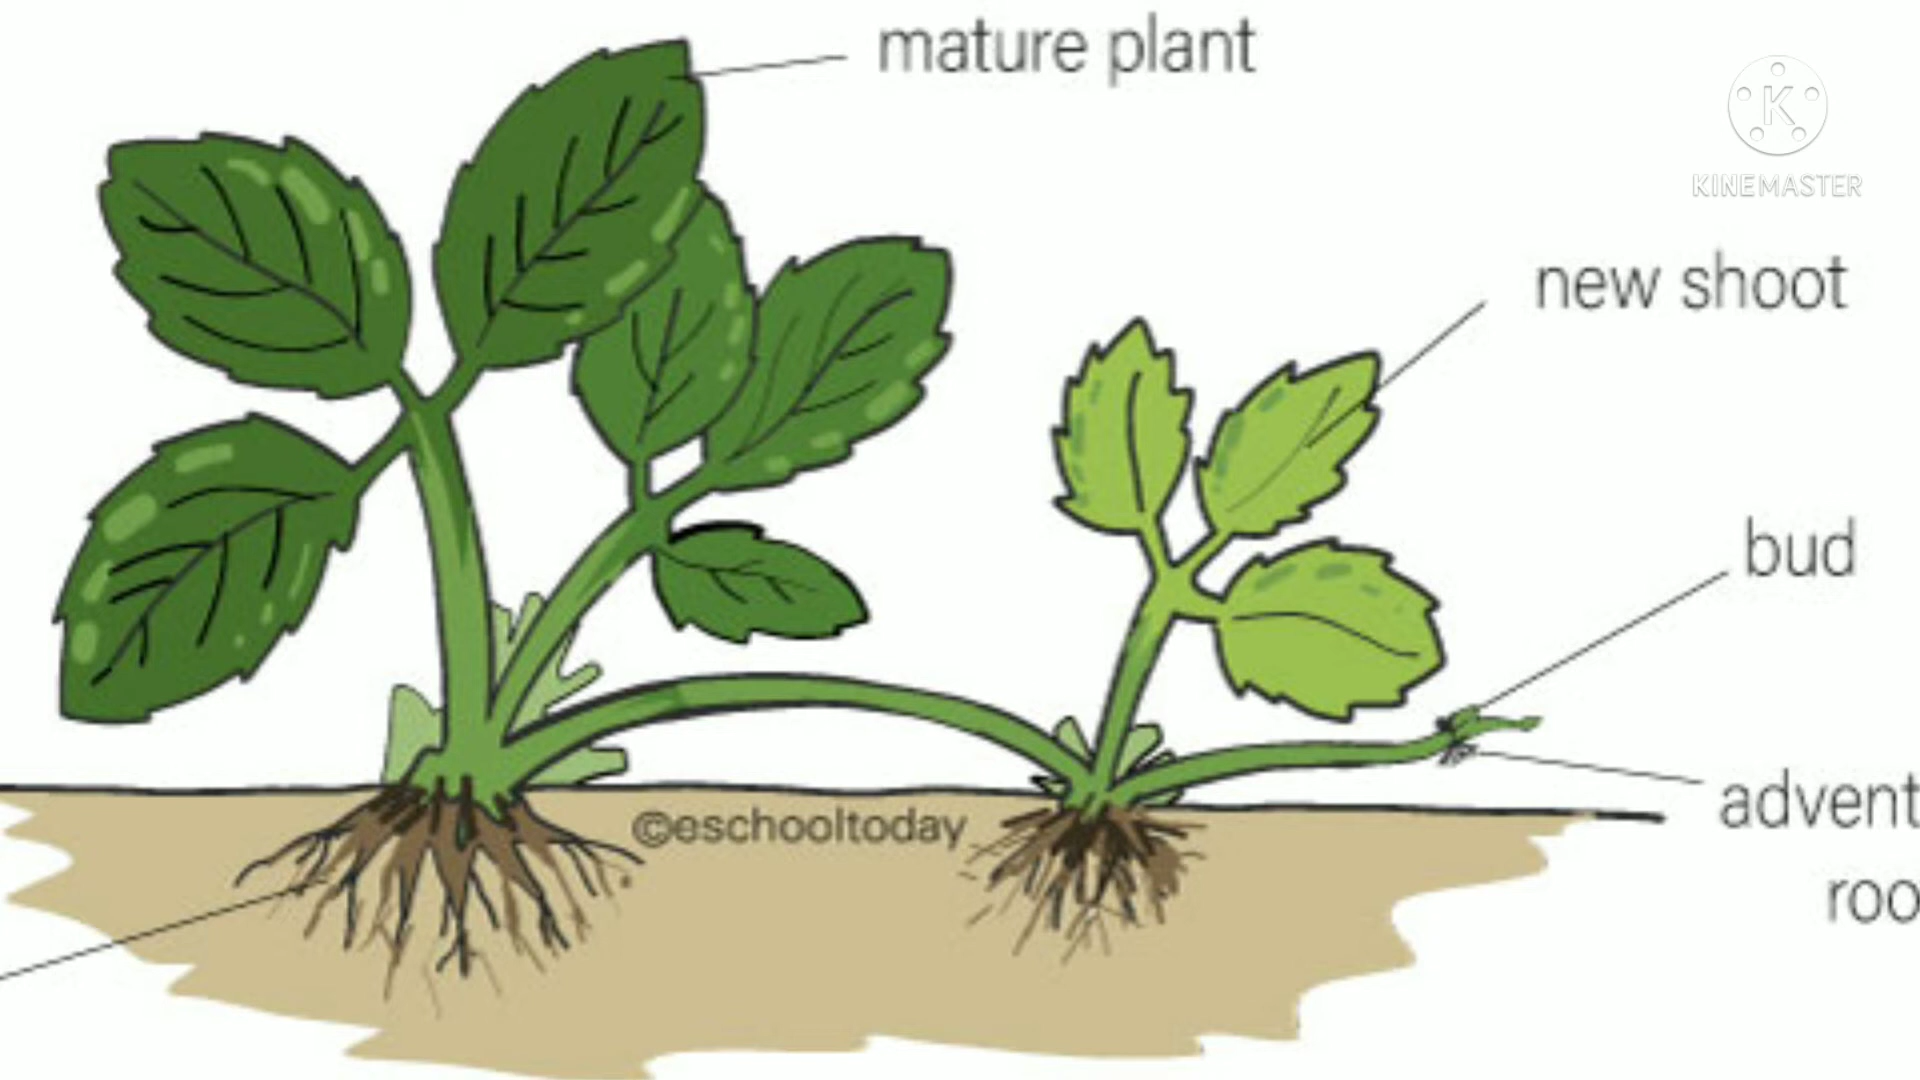 mature plant
K
KINEMASTER
new shoot
bud
©eschooltoday
advent
roo